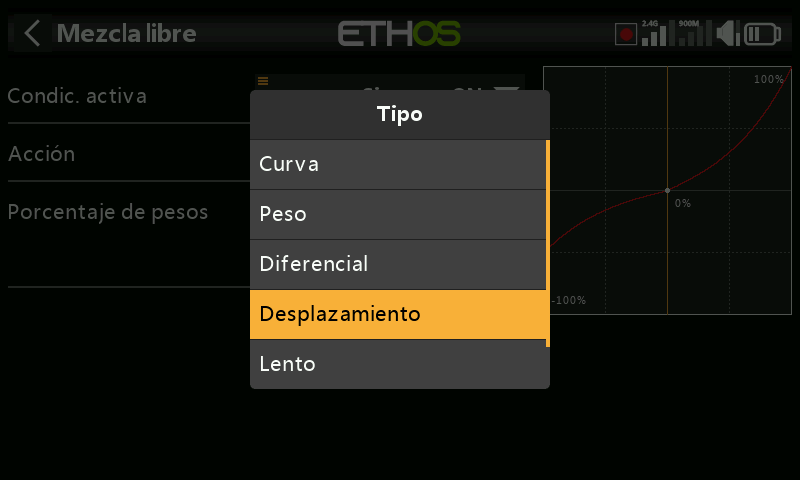 Mezcla libre
ETHOS
2.4G
900M
Condic. activa
Tipo
Acción
Curva
Porcentaje de pesos
Peso
Diferencial
Desplazamiento
Lento
100%
0%
-100%